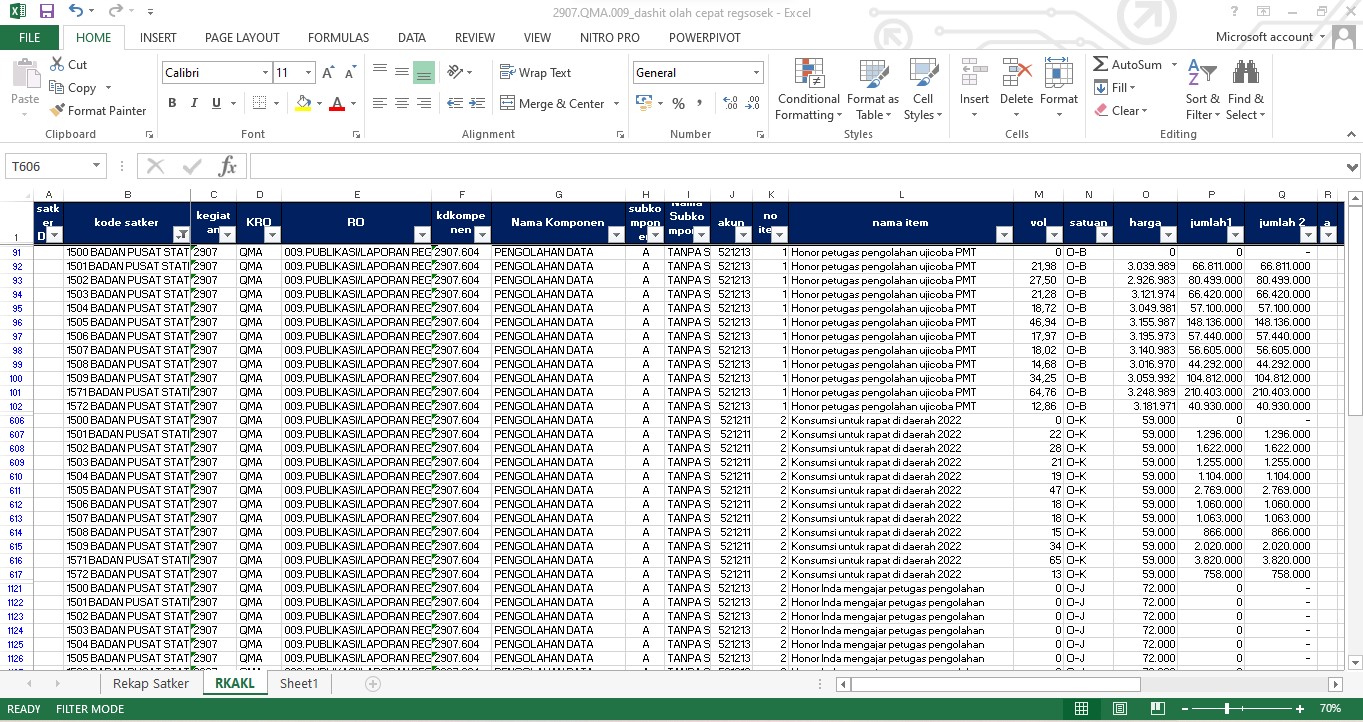 2907.QMA.009_dashit olah cepat regsosek - Excel
FILE HOME INSERT PAGE LAYOUT FORMULAS DATA REVIEW VIEW NITRO PRO POWERPIVOT Microsoft account
Paste Cut Copy Format Painter Clipboard
Calibri 11 B I U A Font
Wrap Text Merge & Center Alignment
General % Number
Conditional Formatting Format as Table Cell Styles Styles
Insert Delete Format Cells
AutoSum Fill Clear Sort & Filter Find & Select Editing
T606 fx
A B C D E F G H I J K L M N O P Q R
1 satker D kode satker kegiatan KRO RO kdkomponen Nama Komponen subkompone Nama Subkompo akun no ite nama item vol satuan harga jumlah1 jumlah 2 a
91 1500 BADAN PUSAT STAT 2907 QMA 009.PUBLIKASI/LAPORAN REG 2907.604 PENGOLAHAN DATA A TANPA S 521213 1 Honor petugas pengolahan ujicoba PMT 0 O-B 0 0 -
92 1501 BADAN PUSAT STATI 2907 QMA 009.PUBLIKASI/LAPORAN REG 2907.604 PENGOLAHAN DATA A TANPA S 521213 1 Honor petugas pengolahan ujicoba PMT 21,98 O-B 3.039.989 66.811.000 66.811.000
93 1502 BADAN PUSAT STAT 2907 QMA 009.PUBLIKASI/LAPORAN REG 2907.604 PENGOLAHAN DATA A TANPA S 521213 1 Honor petugas pengolahan ujicoba PMT 27,50 O-B 2.926.983 80.499.000 80.499.000
94 1503 BADAN PUSAT STAT 2907 QMA 009.PUBLIKASI/LAPORAN REG 2907.604 PENGOLAHAN DATA A TANPA S 521213 1 Honor petugas pengolahan ujicoba PMT 21,28 O-B 3.121.974 66.420.000 66.420.000
95 1504 BADAN PUSAT STAT 2907 QMA 009.PUBLIKASI/LAPORAN REG 2907.604 PENGOLAHAN DATA A TANPA S 521213 1 Honor petugas pengolahan ujicoba PMT 18,72 O-B 3.049.981 57.100.000 57.100.000
96 1505 BADAN PUSAT STAT 2907 QMA 009.PUBLIKASI/LAPORAN REG 2907.604 PENGOLAHAN DATA A TANPA S 521213 1 Honor petugas pengolahan ujicoba PMT 46,94 O-B 3.155.987 148.136.000 148.136.000
97 1506 BADAN PUSAT STAT 2907 QMA 009.PUBLIKASI/LAPORAN REG 2907.604 PENGOLAHAN DATA A TANPA S 521213 1 Honor petugas pengolahan ujicoba PMT 17,97 O-B 3.195.973 57.440.000 57.440.000
98 1507 BADAN PUSAT STAT 2907 QMA 009.PUBLIKASI/LAPORAN REG 2907.604 PENGOLAHAN DATA A TANPA S 521213 1 Honor petugas pengolahan ujicoba PMT 18,02 O-B 3.140.983 56.605.000 56.605.000
99 1508 BADAN PUSAT STAT 2907 QMA 009.PUBLIKASI/LAPORAN REG 2907.604 PENGOLAHAN DATA A TANPA S 521213 1 Honor petugas pengolahan ujicoba PMT 14,68 O-B 3.016.970 44.292.000 44.292.000
100 1509 BADAN PUSAT STAT 2907 QMA 009.PUBLIKASI/LAPORAN REG 2907.604 PENGOLAHAN DATA A TANPA S 521213 1 Honor petugas pengolahan ujicoba PMT 34,25 O-B 3.059.992 104.812.000 104.812.000
101 1571 BADAN PUSAT STATI 2907 QMA 009.PUBLIKASI/LAPORAN REG 2907.604 PENGOLAHAN DATA A TANPA S 521213 1 Honor petugas pengolahan ujicoba PMT 64,76 O-B 3.248.989 210.403.000 210.403.000
102 1572 BADAN PUSAT STAT 2907 QMA 009.PUBLIKASI/LAPORAN REG 2907.604 PENGOLAHAN DATA A TANPA S 521213 1 Honor petugas pengolahan ujicoba PMT 12,86 O-B 3.181.971 40.930.000 40.930.000
606 1500 BADAN PUSAT STAT 2907 QMA 009.PUBLIKASI/LAPORAN REG 2907.604 PENGOLAHAN DATA A TANPA S 521211 2 Konsumsi untuk rapat di daerah 2022 0 O-K 59.000 0 -
607 1501 BADAN PUSAT STATI 2907 QMA 009.PUBLIKASI/LAPORAN REG 2907.604 PENGOLAHAN DATA A TANPA S 521211 2 Konsumsi untuk rapat di daerah 2022 22 O-K 59.000 1.296.000 1.296.000
608 1502 BADAN PUSAT STAT 2907 QMA 009.PUBLIKASI/LAPORAN REG 2907.604 PENGOLAHAN DATA A TANPA S 521211 2 Konsumsi untuk rapat di daerah 2022 28 O-K 59.000 1.622.000 1.622.000
609 1503 BADAN PUSAT STAT 2907 QMA 009.PUBLIKASI/LAPORAN REG 2907.604 PENGOLAHAN DATA A TANPA S 521211 2 Konsumsi untuk rapat di daerah 2022 21 O-K 59.000 1.255.000 1.255.000
610 1504 BADAN PUSAT STAT 2907 QMA 009.PUBLIKASI/LAPORAN REG 2907.604 PENGOLAHAN DATA A TANPA S 521211 2 Konsumsi untuk rapat di daerah 2022 19 O-K 59.000 1.104.000 1.104.000
611 1505 BADAN PUSAT STAT 2907 QMA 009.PUBLIKASI/LAPORAN REG 2907.604 PENGOLAHAN DATA A TANPA S 521211 2 Konsumsi untuk rapat di daerah 2022 47 O-K 59.000 2.769.000 2.769.000
612 1506 BADAN PUSAT STAT 2907 QMA 009.PUBLIKASI/LAPORAN REG 2907.604 PENGOLAHAN DATA A TANPA S 521211 2 Konsumsi untuk rapat di daerah 2022 18 O-K 59.000 1.060.000 1.060.000
613 1507 BADAN PUSAT STAT 2907 QMA 009.PUBLIKASI/LAPORAN REG 2907.604 PENGOLAHAN DATA A TANPA S 521211 2 Konsumsi untuk rapat di daerah 2022 18 O-K 59.000 1.063.000 1.063.000
614 1508 BADAN PUSAT STAT 2907 QMA 009.PUBLIKASI/LAPORAN REG 2907.604 PENGOLAHAN DATA A TANPA S 521211 2 Konsumsi untuk rapat di daerah 2022 15 O-K 59.000 866.000 866.000
615 1509 BADAN PUSAT STAT 2907 QMA 009.PUBLIKASI/LAPORAN REG 2907.604 PENGOLAHAN DATA A TANPA S 521211 2 Konsumsi untuk rapat di daerah 2022 34 O-K 59.000 2.020.000 2.020.000
616 1571 BADAN PUSAT STATI 2907 QMA 009.PUBLIKASI/LAPORAN REG 2907.604 PENGOLAHAN DATA A TANPA S 521211 2 Konsumsi untuk rapat di daerah 2022 65 O-K 59.000 3.820.000 3.820.000
617 1572 BADAN PUSAT STAT 2907 QMA 009.PUBLIKASI/LAPORAN REG 2907.604 PENGOLAHAN DATA A TANPA S 521211 2 Konsumsi untuk rapat di daerah 2022 13 O-K 59.000 758.000 758.000
1121 1500 BADAN PUSAT STAT 2907 QMA 009.PUBLIKASI/LAPORAN REG 2907.604 PENGOLAHAN DATA A TANPA S 521213 2 Honor Inda mengajar petugas pengolahan 0 O-J 72.000 0 -
1122 1501 BADAN PUSAT STATI 2907 QMA 009.PUBLIKASI/LAPORAN REG 2907.604 PENGOLAHAN DATA A TANPA S 521213 2 Honor Inda mengajar petugas pengolahan 0 O-J 72.000 0 -
1123 1502 BADAN PUSAT STAT 2907 QMA 009.PUBLIKASI/LAPORAN REG 2907.604 PENGOLAHAN DATA A TANPA S 521213 2 Honor Inda mengajar petugas pengolahan 0 O-J 72.000 0 -
1124 1503 BADAN PUSAT STAT 2907 QMA 009.PUBLIKASI/LAPORAN REG 2907.604 PENGOLAHAN DATA A TANPA S 521213 2 Honor Inda mengajar petugas pengolahan 0 O-J 72.000 0 -
1125 1504 BADAN PUSAT STAT 2907 QMA 009.PUBLIKASI/LAPORAN REG 2907.604 PENGOLAHAN DATA A TANPA S 521213 2 Honor Inda mengajar petugas pengolahan 0 O-J 72.000 0 -
1126 1505 BADAN PUSAT STAT 2907 QMA 009.PUBLIKASI/LAPORAN REG 2907.604 PENGOLAHAN DATA A TANPA S 521213 2 Honor Inda mengajar petugas pengolahan 0 O-J 72.000 0 -
Rekap Satker RKAKL Sheet1
READY FILTER MODE 70%